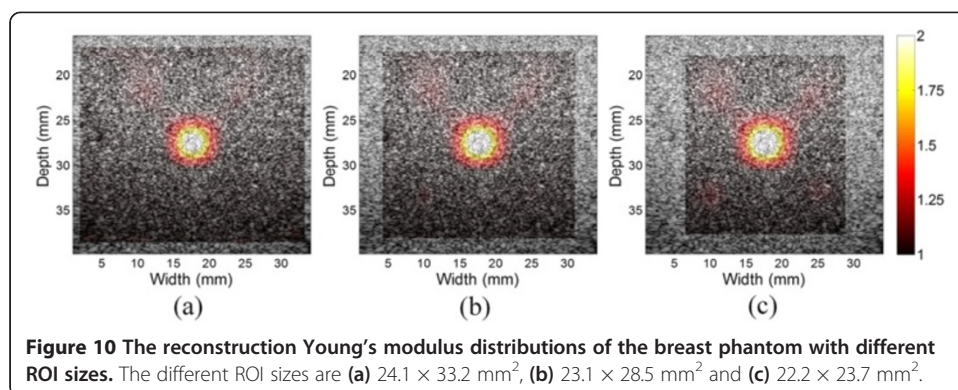 20
25
30
35
Depth (mm)
5 10 15 20 25 30
Width (mm)
(a)
20
25
30
35
Depth (mm)
5 10 15 20 25 30
Width (mm)
(b)
20
25
30
35
Depth (mm)
5 10 15 20 25 30
Width (mm)
(c)
2
1.75
1.5
1.25
1
Figure 10 The reconstruction Young's modulus distributions of the breast phantom with different
ROI sizes. The different ROI sizes are (a) 24.1 × 33.2 mm², (b) 23.1 × 28.5 mm² and (c) 22.2 × 23.7 mm².